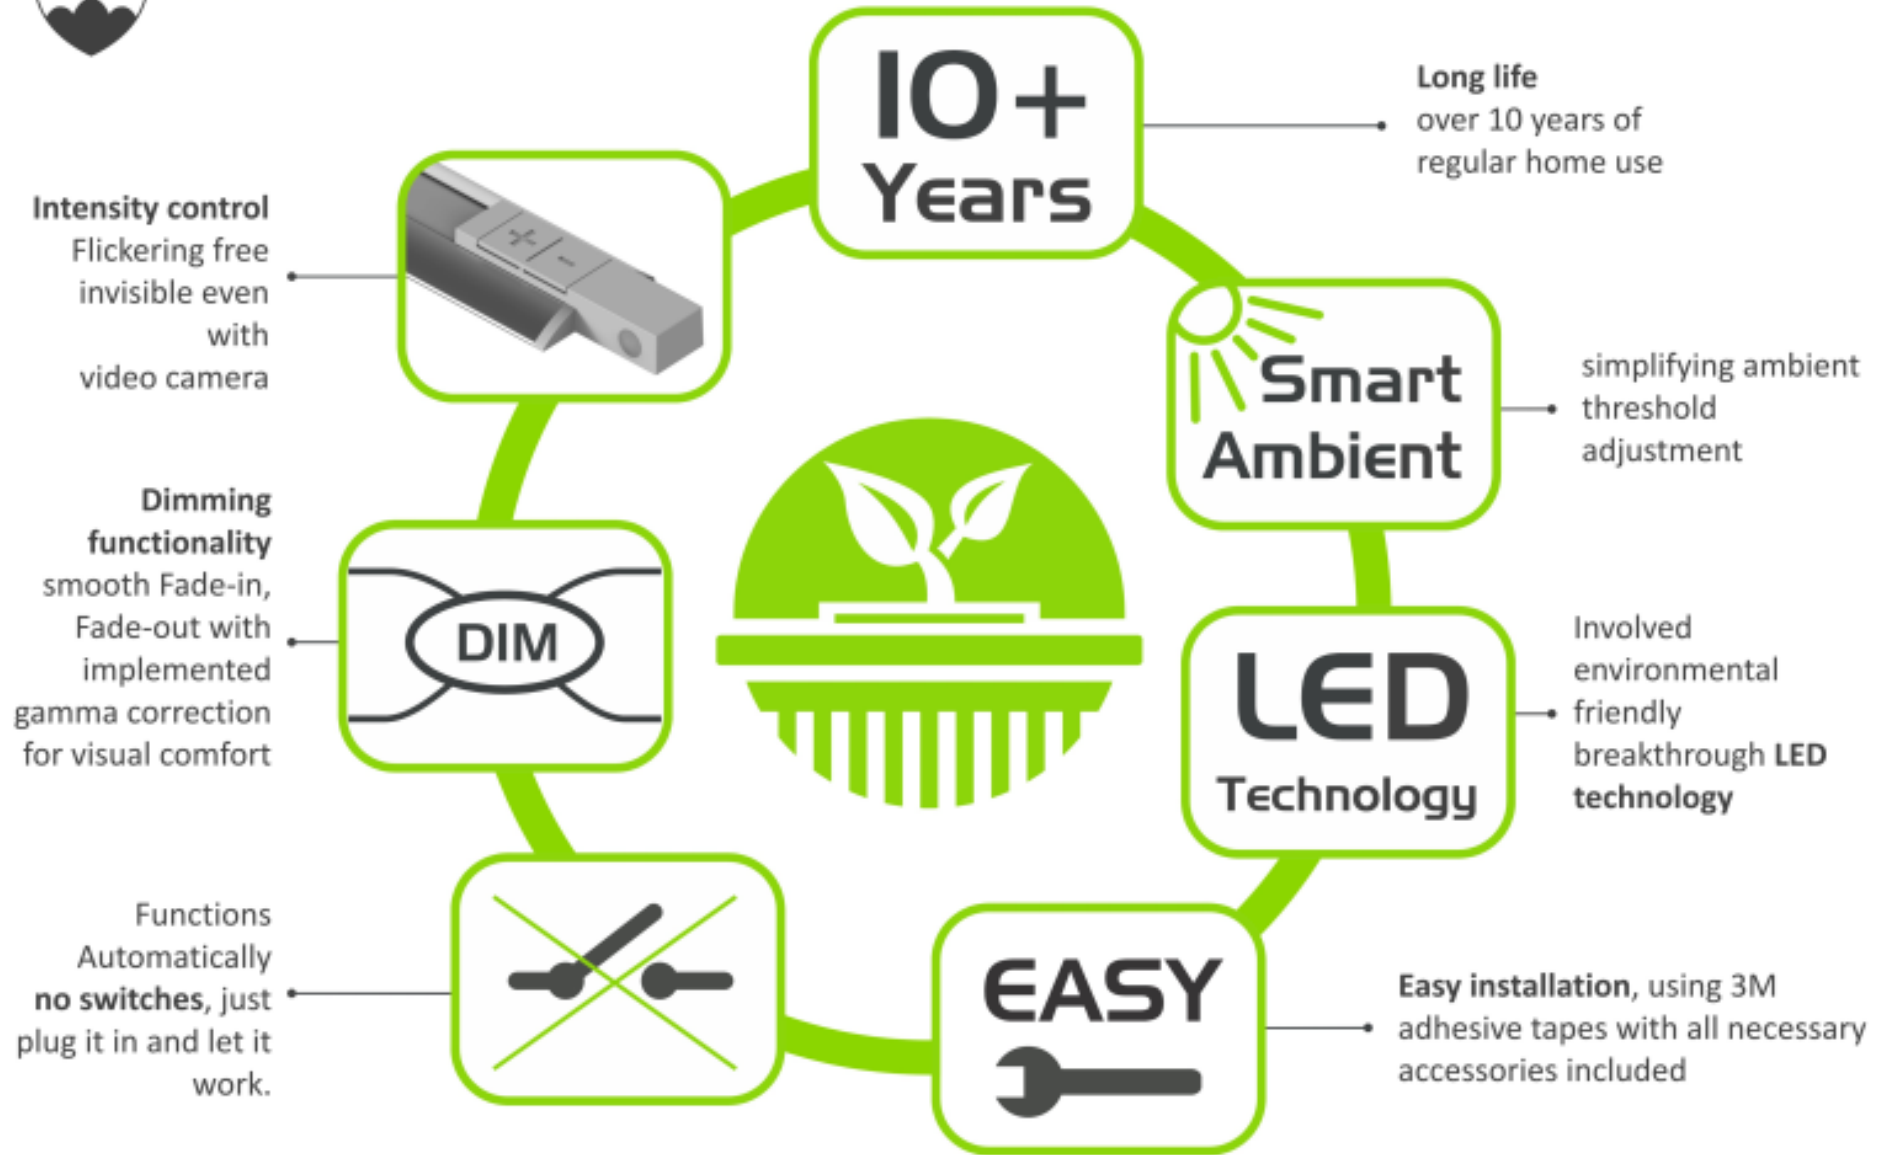 10+
Years
Long life
over 10 years of
regular home use
Smart
Ambient
simplifying ambient
threshold
adjustment
LED
Technology
Involved
environmental
friendly
breakthrough LED
technology
EASY
Easy installation, using 3M
adhesive tapes with all necessary
accessories included
Functions
Automatically
no switches, just
plug it in and let it
work.
DIM
Dimming
functionality
smooth Fade-in,
Fade-out with
implemented
gamma correction
for visual comfort
+ -
Intensity control
Flickering free
invisible even
with
video camera